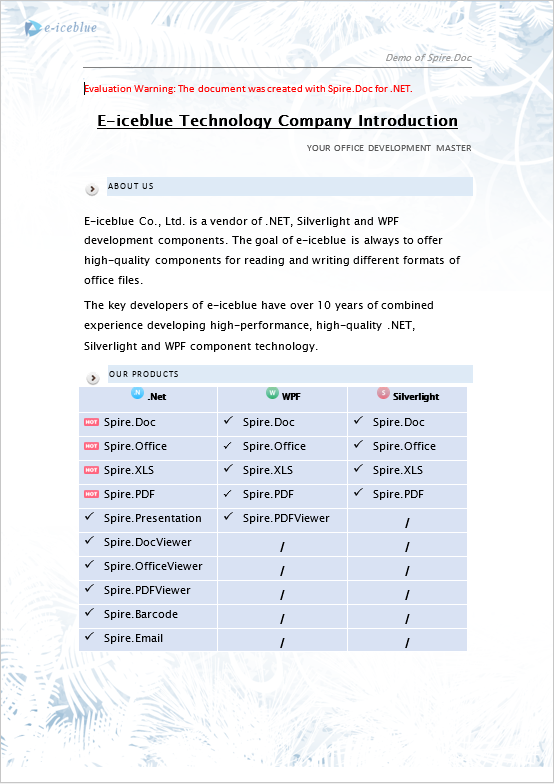 e-iceblue
Demo of Spire.Doc
Evaluation Warning: The document was created with Spire.Doc for .NET.
E-iceblue Technology Company Introduction
YOUR OFFICE DEVELOPMENT MASTER
ABOUT US
E-iceblue Co., Ltd. is a vendor of .NET, Silverlight and WPF
development components. The goal of e-iceblue is always to offer
high-quality components for reading and writing different formats of
office files.
The key developers of e-iceblue have over 10 years of combined
experience developing high-performance, high-quality .NET,
Silverlight and WPF component technology.
OUR PRODUCTS
N .Net W WPF S Silverlight
HOT Spire.Doc ✓ Spire.Doc ✓ Spire.Doc
HOT Spire.Office ✓ Spire.Office ✓ Spire.Office
HOT Spire.XLS ✓ Spire.XLS ✓ Spire.XLS
HOT Spire.PDF ✓ Spire.PDF ✓ Spire.PDF
✓ Spire.Presentation ✓ Spire.PDFViewer /
✓ Spire.DocViewer / /
✓ Spire.OfficeViewer / /
✓ Spire.PDFViewer / /
✓ Spire.Barcode / /
✓ Spire.Email / /